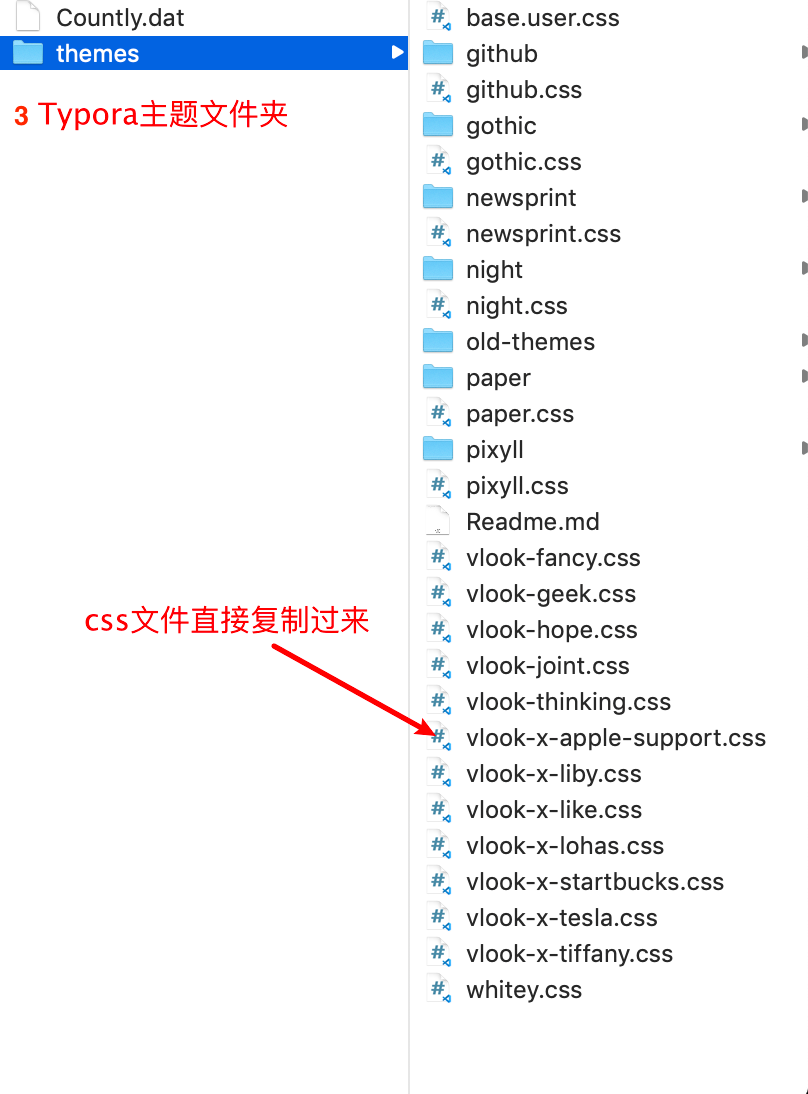 Countly.dat
themes
3 Typora主题文件夹
css文件直接复制过来
base.user.css
github
github.css
gothic
gothic.css
newsprint
newsprint.css
night
night.css
old-themes
paper
paper.css
pixyll
pixyll.css
Readme.md
vlook-fancy.css
vlook-geek.css
vlook-hope.css
vlook-joint.css
vlook-thinking.css
vlook-x-apple-support.css
vlook-x-liby.css
vlook-x-like.css
vlook-x-lohas.css
vlook-x-startbucks.css
vlook-x-tesla.css
vlook-x-tiffany.css
whitey.css